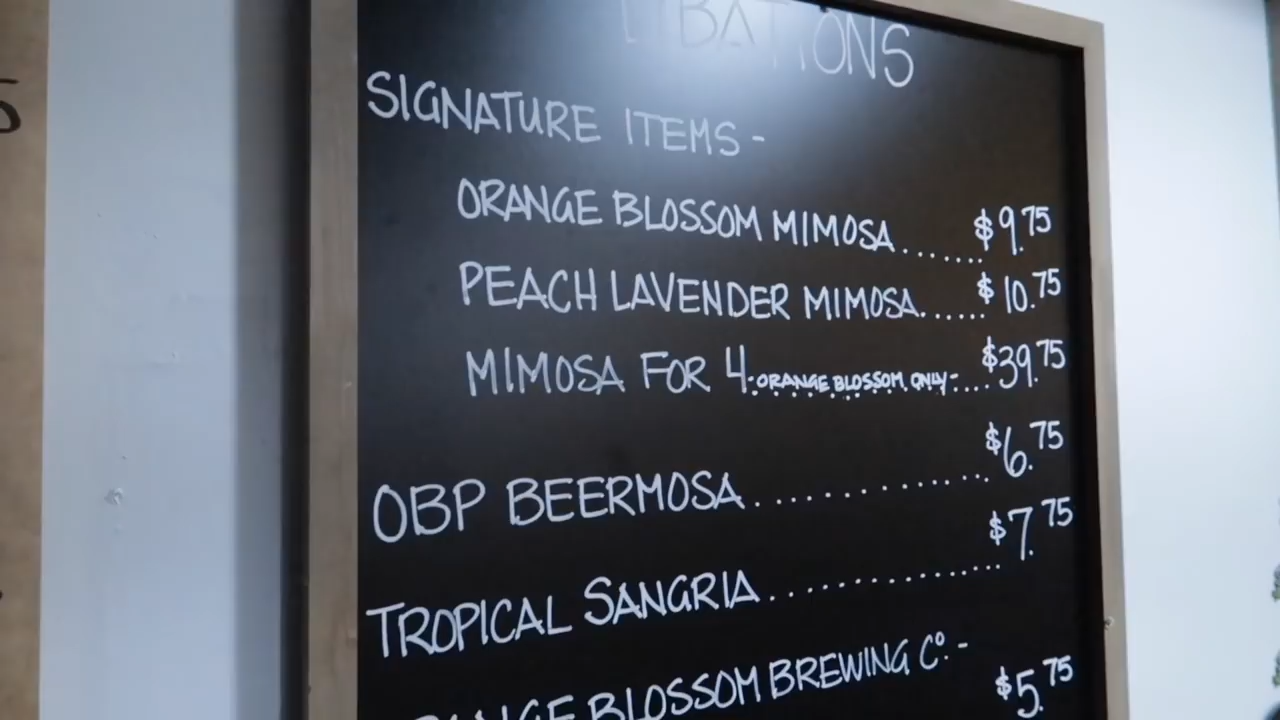 LIBATIONS
SIGNATURE ITEMS -
ORANGE BLOSSOM MIMOSA.......$9.75
PEACH LAVENDER MIMOSA......$10.75
MIMOSA FOR 4 -ORANGE BLOSSOM ONLY-....$39.75
OBP BEERMOSA..............$6.75
TROPICAL SANGRIA..............$7.75
BLOSSOM BREWING Cº. -
$5.75